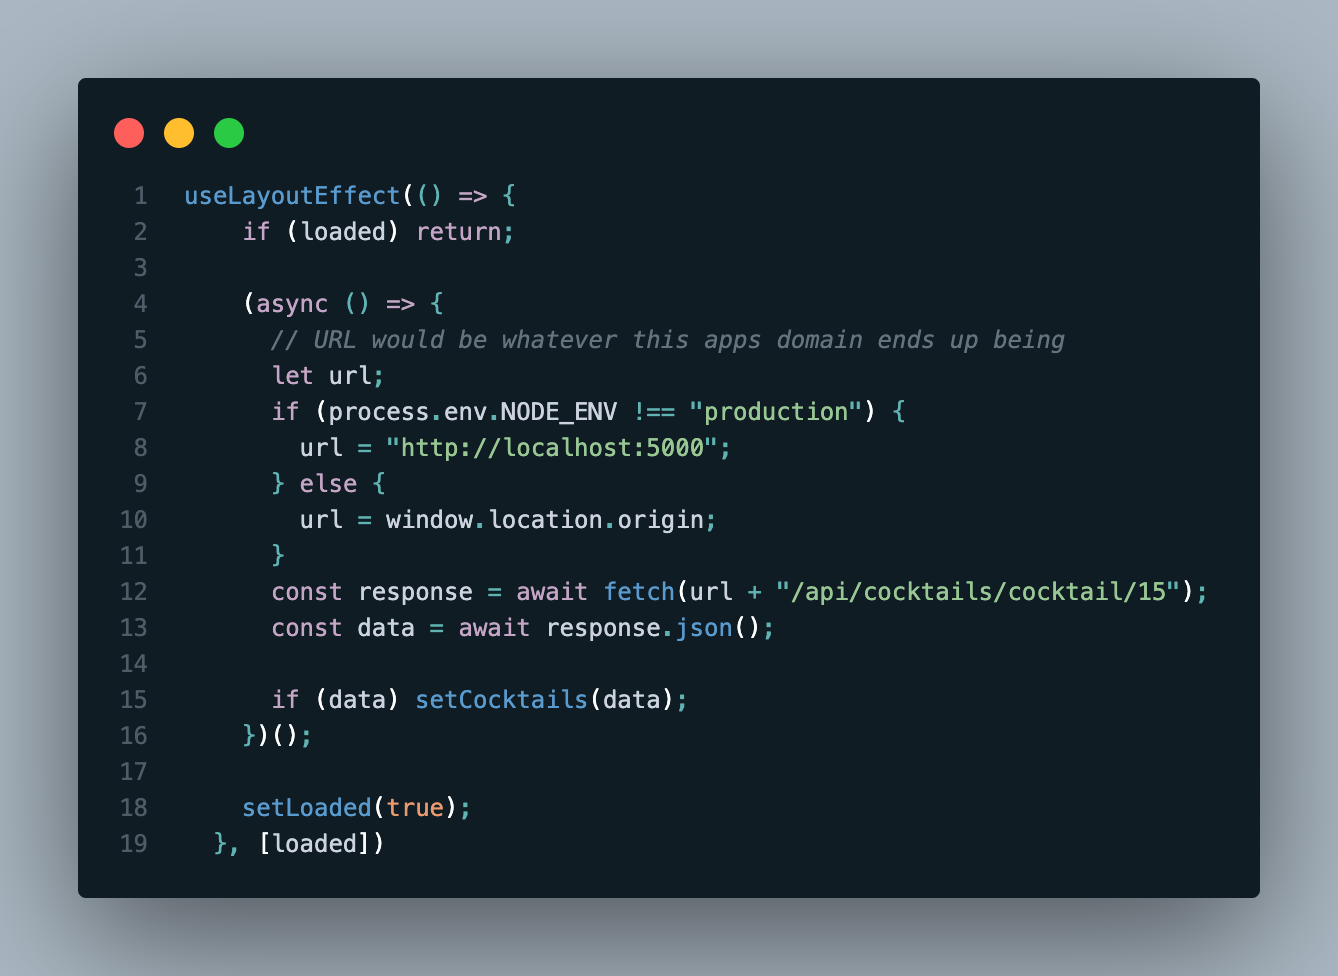 1 useLayoutEffect(() => {
2 if (loaded) return;
3
4 (async () => {
5 // URL would be whatever this apps domain ends up being
6 let url;
7 if (process.env.NODE_ENV !== "production") {
8 url = "http://localhost:5000";
9 } else {
10 url = window.location.origin;
11 }
12 const response = await fetch(url + "/api/cocktails/cocktail/15");
13 const data = await response.json();
14
15 if (data) setCocktails(data);
16 })();
17
18 setLoaded(true);
19 }, [loaded])